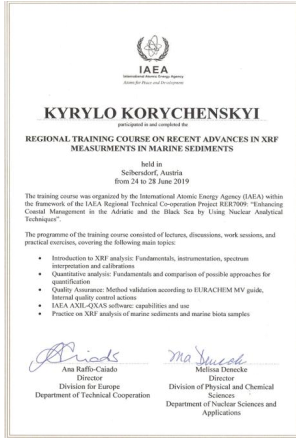 IAEA
International Atomic Energy Agency
Atoms for Peace and Development
KYRYLO KORYCHENSKYI
participated in and completed the
REGIONAL TRAINING COURSE ON RECENT ADVANCES IN XRF
MEASURMENTS IN MARINE SEDIMENTS
held in
Seibersdorf, Austria
from 24 to 28 June 2019
The training course was organized by the International Atomic Energy Agency (IAEA) within
the framework of the IAEA Regional Technical Co-operation Project RER7009: "Enhancing
Coastal Management in the Adriatic and the Black Sea by Using Nuclear Analytical
Techniques".
The programme of the training course consisted of lectures, discussions, work sessions, and
practical exercises, covering the following main topics:
• Introduction to XRF analysis: Fundamentals, instrumentation, spectrum
interpretation and calibrations
• Quantitative analysis: Fundamentals and comparison of possible approaches for
quantification
• Quality Assurance: Method validation according to EURACHEM MV guide,
Internal quality control actions
• IAEA AXIL-QXAS software: capabilities and use
• Practice on XRF analysis of marine sediments and marine biota samples
Ana Raffo-Caiado
Director
Division for Europe
Department of Technical Cooperation
Melissa Denecke
Director
Division of Physical and Chemical
Sciences
Department of Nuclear Sciences and
Applications